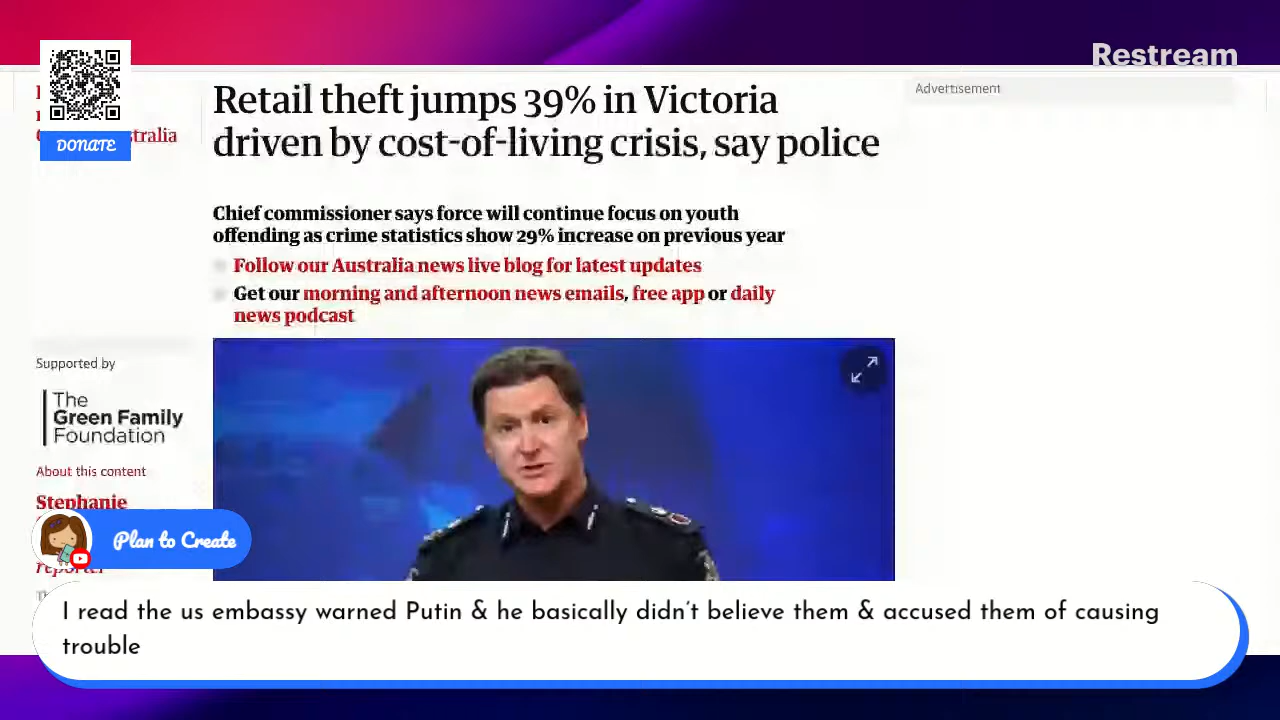 Restream
DONATE
stralia
Retail theft jumps 39% in Victoria
driven by cost-of-living crisis, say police
Advertisement
Chief commissioner says force will continue focus on youth
offending as crime statistics show 29% increase on previous year
Follow our Australia news live blog for latest updates
Get our morning and afternoon news emails, free app or daily
news podcast
Supported by
The
Green Family
Foundation
About this content
Stephanie
reporter
Plan to Create
I read the us embassy warned Putin & he basically didn't believe them & accused them of causing
trouble